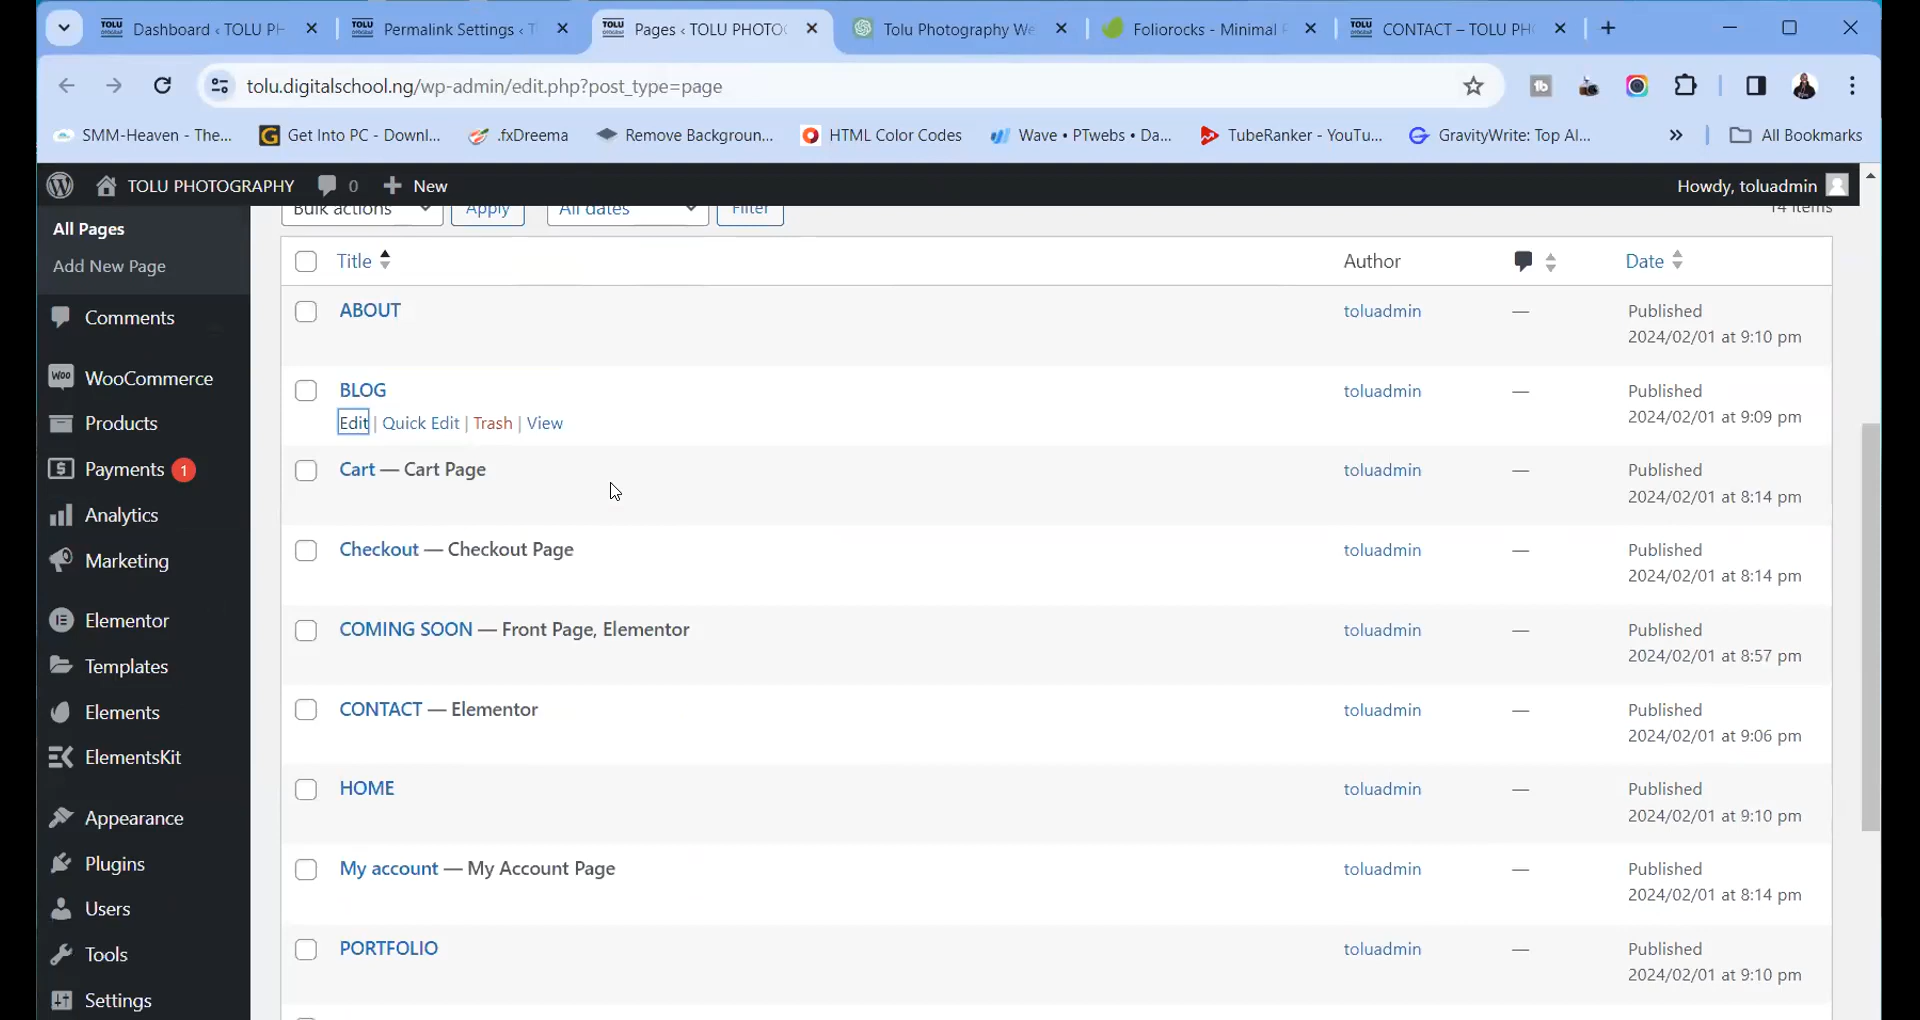 Dashboard ‹ TOLU PH
Permalink Settings ‹ T
Pages ‹ TOLU PHOTO
Tolu Photography We
Foliorocks - Minimal P
CONTACT – TOLU PH
tolu.digitalschool.ng/wp-admin/edit.php?post_type=page
SMM-Heaven - The...
Get Into PC - Downl...
.fxDreema
Remove Backgroun...
HTML Color Codes
Wave • PTwebs • Da...
TubeRanker - YouTu...
GravityWrite: Top AI...
»
All Bookmarks
TOLU PHOTOGRAPHY
0
New
Howdy, toluadmin
Bulk actions
Apply
All dates
Filter
14 items
All Pages
Add New Page
Comments
WooCommerce
Products
Payments 1
Analytics
Marketing
Elementor
Templates
Elements
ElementsKit
Appearance
Plugins
Users
Tools
Settings
Title
Author
Date
ABOUT
toluadmin
—
Published
2024/02/01 at 9:10 pm
BLOG
Edit | Quick Edit | Trash | View
toluadmin
—
Published
2024/02/01 at 9:09 pm
Cart — Cart Page
toluadmin
—
Published
2024/02/01 at 8:14 pm
Checkout — Checkout Page
toluadmin
—
Published
2024/02/01 at 8:14 pm
COMING SOON — Front Page, Elementor
toluadmin
—
Published
2024/02/01 at 8:57 pm
CONTACT — Elementor
toluadmin
—
Published
2024/02/01 at 9:06 pm
HOME
toluadmin
—
Published
2024/02/01 at 9:10 pm
My account — My Account Page
toluadmin
—
Published
2024/02/01 at 8:14 pm
PORTFOLIO
toluadmin
—
Published
2024/02/01 at 9:10 pm